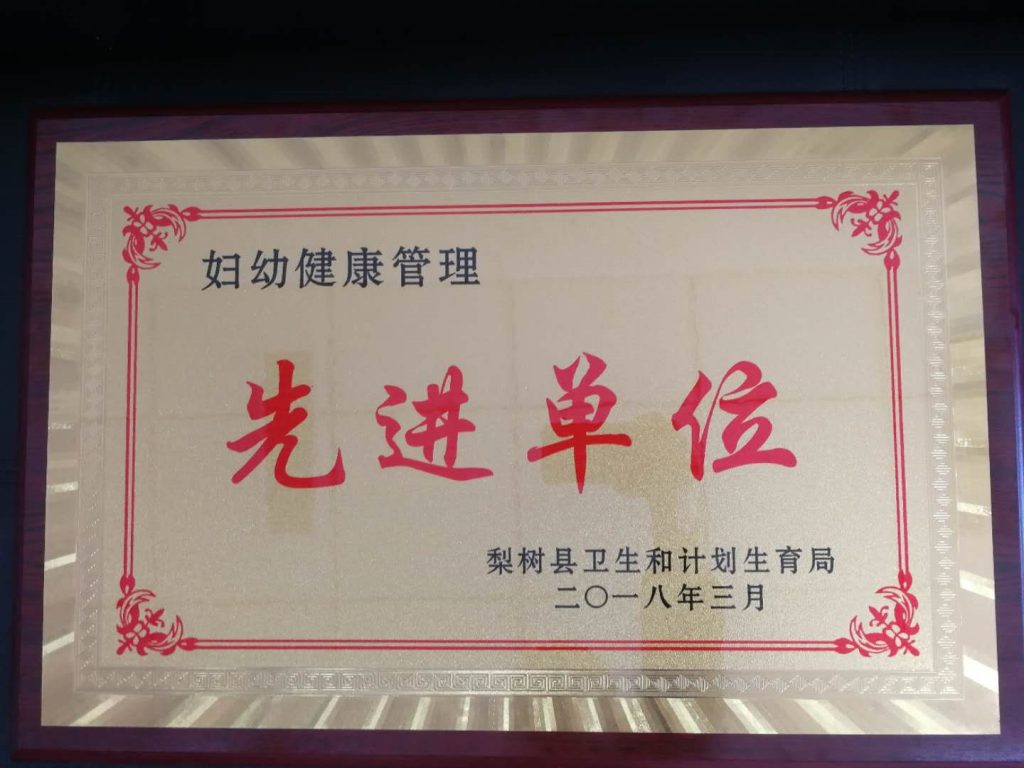 妇幼健康管理
先进单位
梨树县卫生和计划生育局
二〇一八年三月